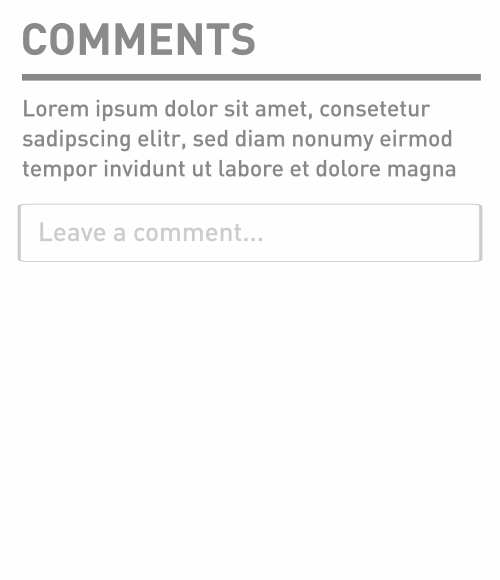 COMMENTS
Lorem ipsum dolor sit amet, consetetur
sadipscing elitr, sed diam nonumy eirmod
tempor invidunt ut labore et dolore magna
Leave a comment...